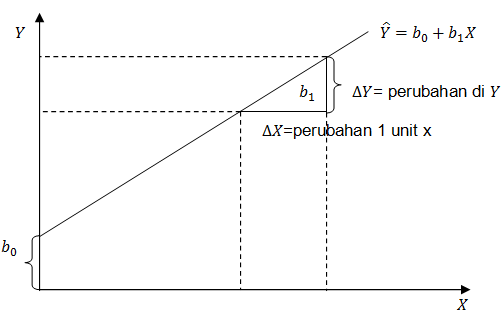 Y
Ŷ = b₀ + b₁X
b₁
ΔY= perubahan di Y
ΔX=perubahan 1 unit x
b₀
X